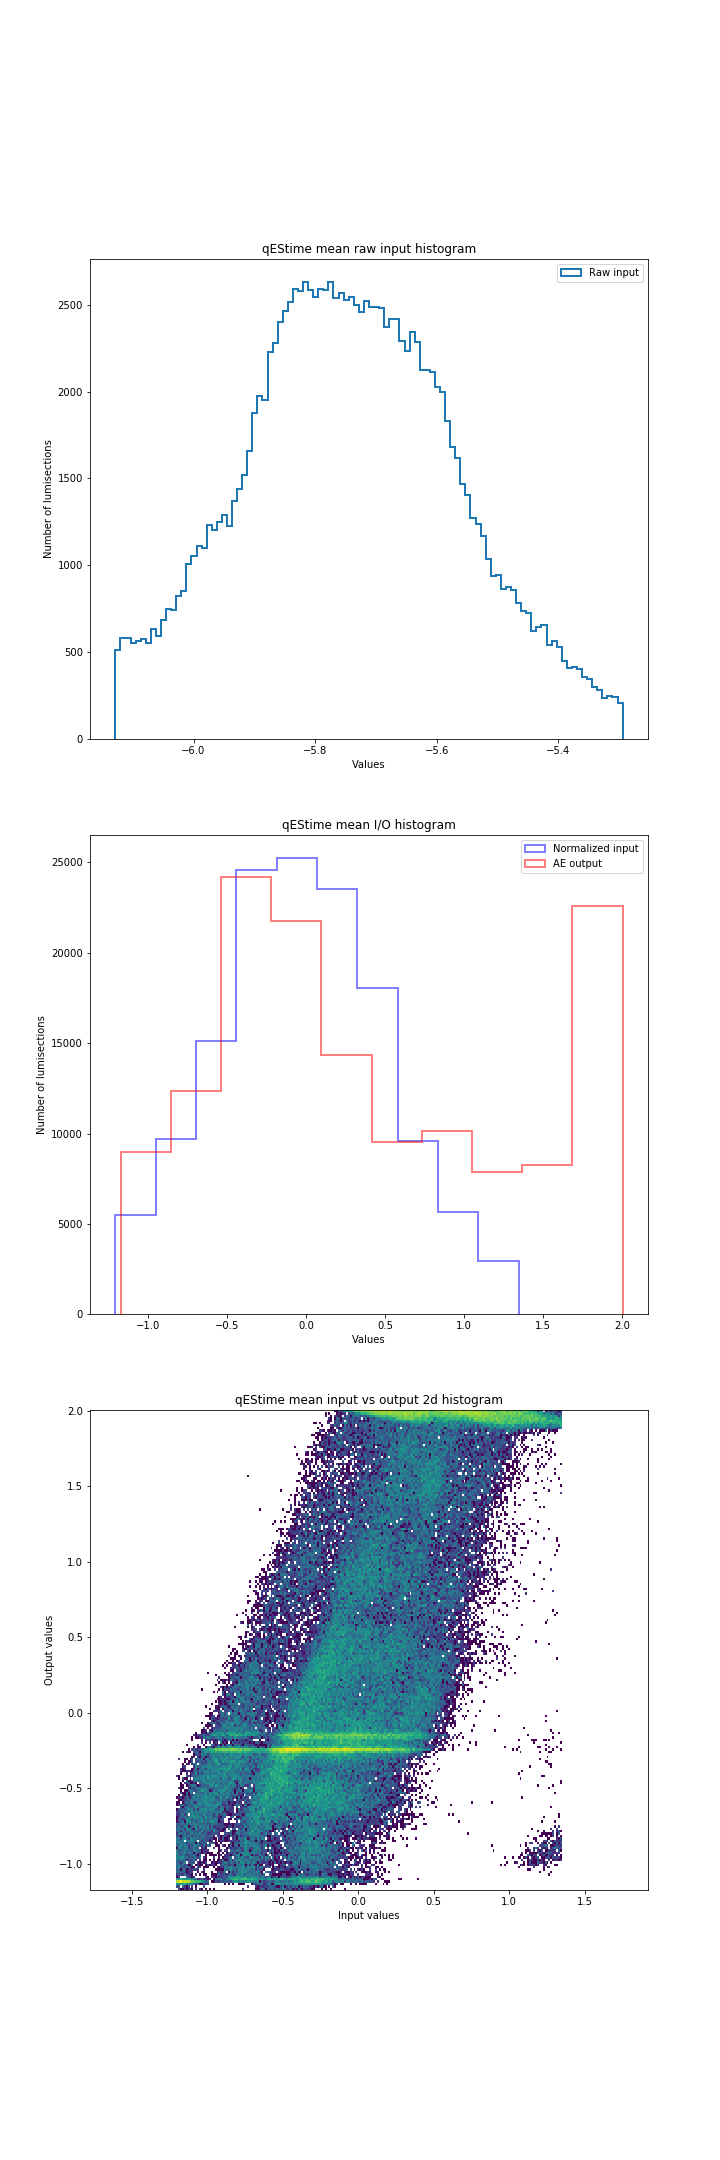 qEStime mean raw input histogram
Raw input
2500
2000
1500
1000
500
0
Number of lumisections
−6.0 −5.8 −5.6 −5.4
Values
qEStime mean I/O histogram
Normalized input
AE output
25000
20000
15000
10000
5000
0
Number of lumisections
−1.0 −0.5 0.0 0.5 1.0 1.5 2.0
Values
qEStime mean input vs output 2d histogram
2.0
1.5
1.0
0.5
0.0
−0.5
−1.0
Output values
−1.5 −1.0 −0.5 0.0 0.5 1.0 1.5
Input values